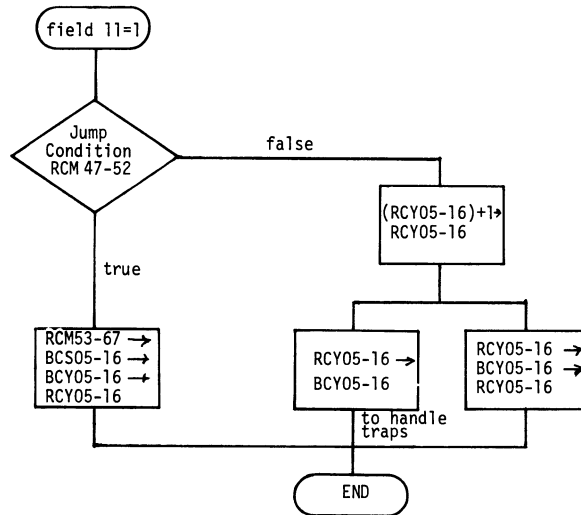 field 11=1
Jump
Condition
RCM 47-52
false
(RCY05-16)+1→
RCY05-16
true
RCM53-67 →
BCS05-16 →
BCY05-16 →
RCY05-16
RCY05-16 →
BCY05-16
RCY05-16 →
BCY05-16 →
RCY05-16
to handle
traps
END